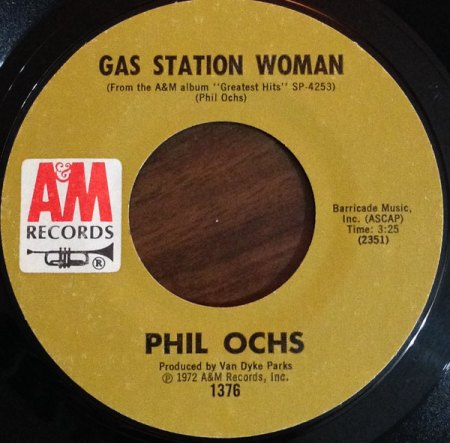 GAS STATION WOMAN
(From the A&M album "Greatest Hits" SP-4253)
(Phil Ochs)
A&M
RECORDS
®
Barricade Music,
Inc. (ASCAP)
Time: 3:25
(2351)
PHIL OCHS
Produced by Van Dyke Parks
℗ 1972 A&M Records, Inc.
1376